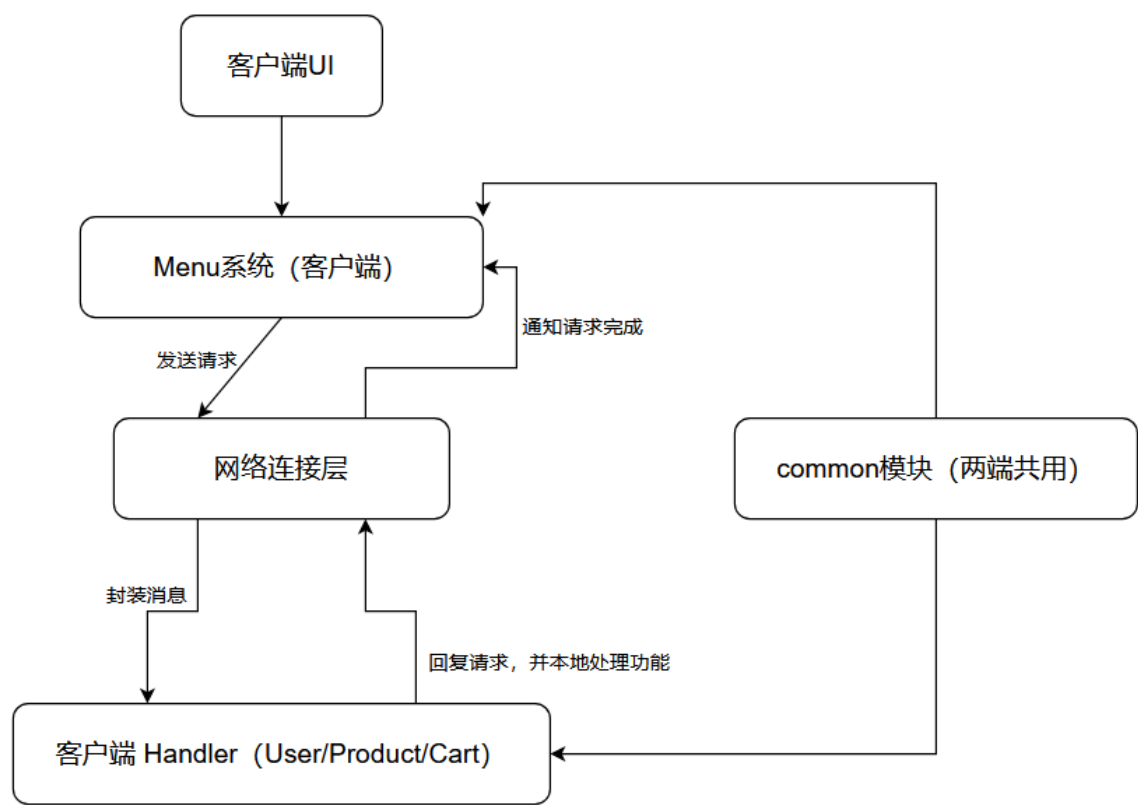 客户端UI
Menu系统（客户端）
通知请求完成
发送请求
网络连接层
common模块（两端共用）
封装消息
回复请求，并本地处理功能
客户端 Handler（User/Product/Cart）